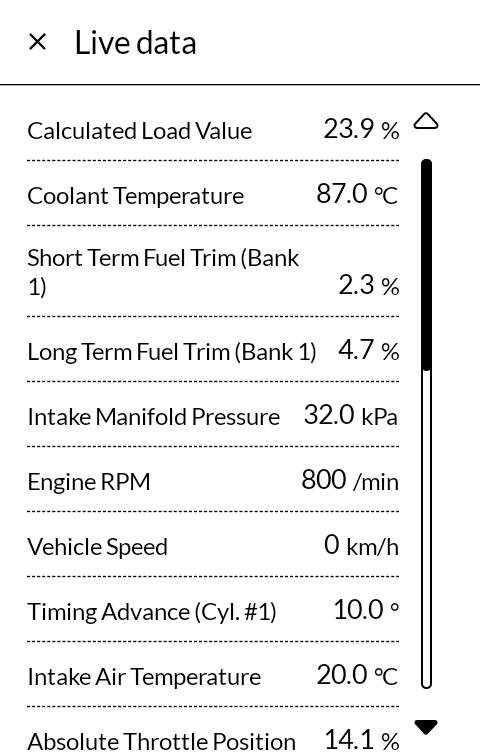 Live data
Calculated Load Value 23.9 %
Coolant Temperature 87.0 °C
Short Term Fuel Trim (Bank
1) 2.3 %
Long Term Fuel Trim (Bank 1) 4.7 %
Intake Manifold Pressure 32.0 kPa
Engine RPM 800 /min
Vehicle Speed 0 km/h
Timing Advance (Cyl. #1) 10.0 °
Intake Air Temperature 20.0 °C
Absolute Throttle Position 14.1 %